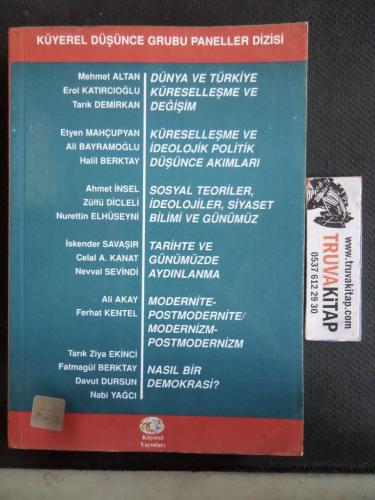 KÜYEREL DÜŞÜNCE GRUBU PANELLER DİZİSİ
Mehmet ALTAN
Erol KATIRCIOĞLU
Tarık DEMİRKAN
DÜNYA VE TÜRKİYE
KÜRESELLEŞME VE
DEĞİŞİM
Etyen MAHÇUPYAN
Ali BAYRAMOĞLU
Halil BERKTAY
KÜRESELLEŞME VE
İDEOLOJİK POLİTİK
DÜŞÜNCE AKIMLARI
Ahmet İNSEL
Zülfü DİCLELİ
Nurettin ELHÜSEYNİ
SOSYAL TEORİLER,
İDEOLOJİLER, SİYASET
BİLİMİ VE GÜNÜMÜZ
İskender SAVAŞIR
Celal A. KANAT
Nevval SEVİNDİ
TARİHTE VE
GÜNÜMÜZDE
AYDINLANMA
Ali AKAY
Ferhat KENTEL
MODERNİTE-
POSTMODERNİTE/
MODERNİZM-
POSTMODERNİZM
Tarık Ziya EKİNCİ
Fatmagül BERKTAY
Davut DURSUN
Nabi YAĞCI
NASIL BİR
DEMOKRASİ?
Küyerel
Yayınları
www.truvakitap.com
TRUVA
KİTAP
0537 612 29 30